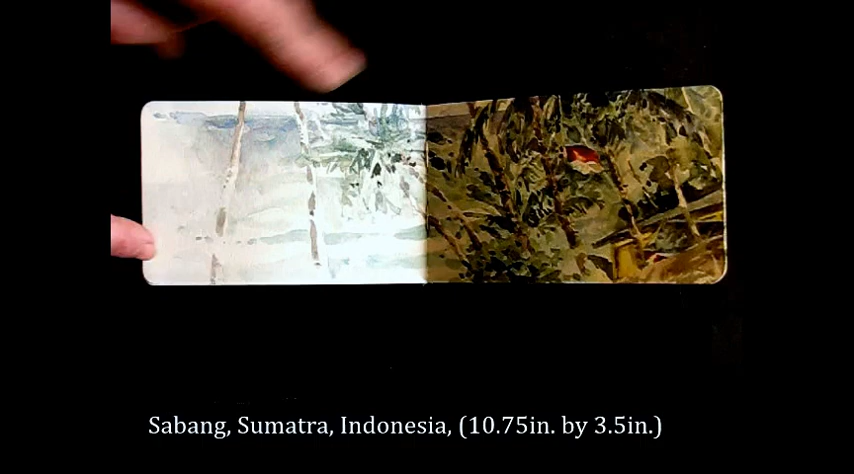 Sabang, Sumatra, Indonesia, (10.75in. by 3.5in.)